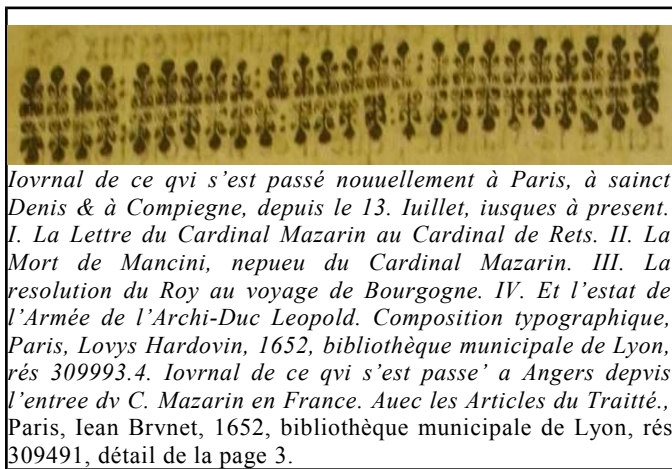 Iovrnal de ce qvi s’est passé nouuellement à Paris, à sainct
Denis & à Compiegne, depuis le 13. Iuillet, iusques à present.
I. La Lettre du Cardinal Mazarin au Cardinal de Rets. II. La
Mort de Mancini, nepueu du Cardinal Mazarin. III. La
resolution du Roy au voyage de Bourgogne. IV. Et l’estat de
l’Armée de l’Archi-Duc Leopold. Composition typographique,
Paris, Lovys Hardovin, 1652, bibliothèque municipale de Lyon,
rés 309993.4. Iovrnal de ce qvi s’est passe’ a Angers depvis
l’entree dv C. Mazarin en France. Auec les Articles du Traitté.,
Paris, Iean Brvnet, 1652, bibliothèque municipale de Lyon, rés
309491, détail de la page 3.